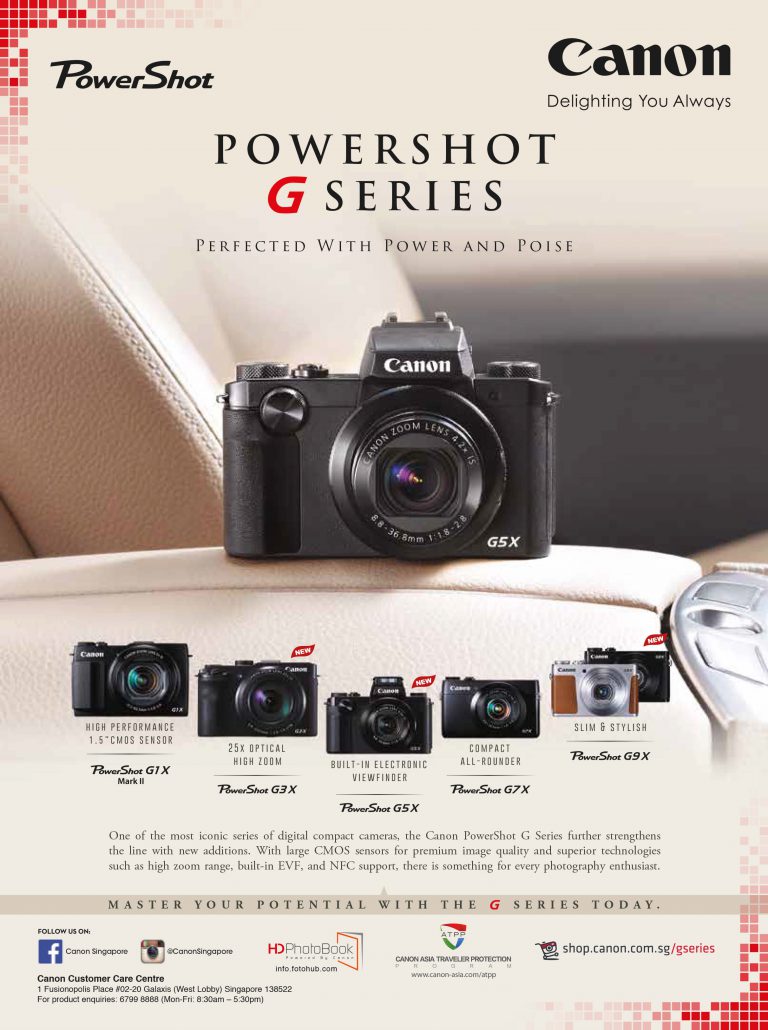 PowerShot
Canon
Delighting You Always
POWERSHOT
G SERIES
PERFECTED WITH POWER AND POISE
Canon
CANON ZOOM LENS 4.2x IS
8.8-36.8mm 1:1.8-2.8
G5X
NEW
NEW
NEW
Canon
G1X
Canon
G3X
Canon
G5X
Canon
G7X
Canon
HIGH PERFORMANCE
1.5"CMOS SENSOR
PowerShot G1X
Mark II
25X OPTICAL
HIGH ZOOM
PowerShot G3X
BUILT-IN ELECTRONIC
VIEWFINDER
PowerShot G5X
COMPACT
ALL-ROUNDER
PowerShot G7X
SLIM & STYLISH
PowerShot G9X
One of the most iconic series of digital compact cameras, the Canon PowerShot G Series further strengthens
the line with new additions. With large CMOS sensors for premium image quality and superior technologies
such as high zoom range, built-in EVF, and NFC support, there is something for every photography enthusiast.
MASTER YOUR POTENTIAL WITH THE G SERIES TODAY.
FOLLOW US ON:
Canon Singapore
@CanonSingapore
HDPhotoBook
Powered By Canon
info.fotohub.com
ATPP
CANON ASIA TRAVELER PROTECTION
PROGRAM
www.canon-asia.com/atpp
shop.canon.com.sg/gseries
Canon Customer Care Centre
1 Fusionopolis Place #02-20 Galaxis (West Lobby) Singapore 138522
For product enquiries: 6799 8888 (Mon-Fri: 8:30am – 5:30pm)